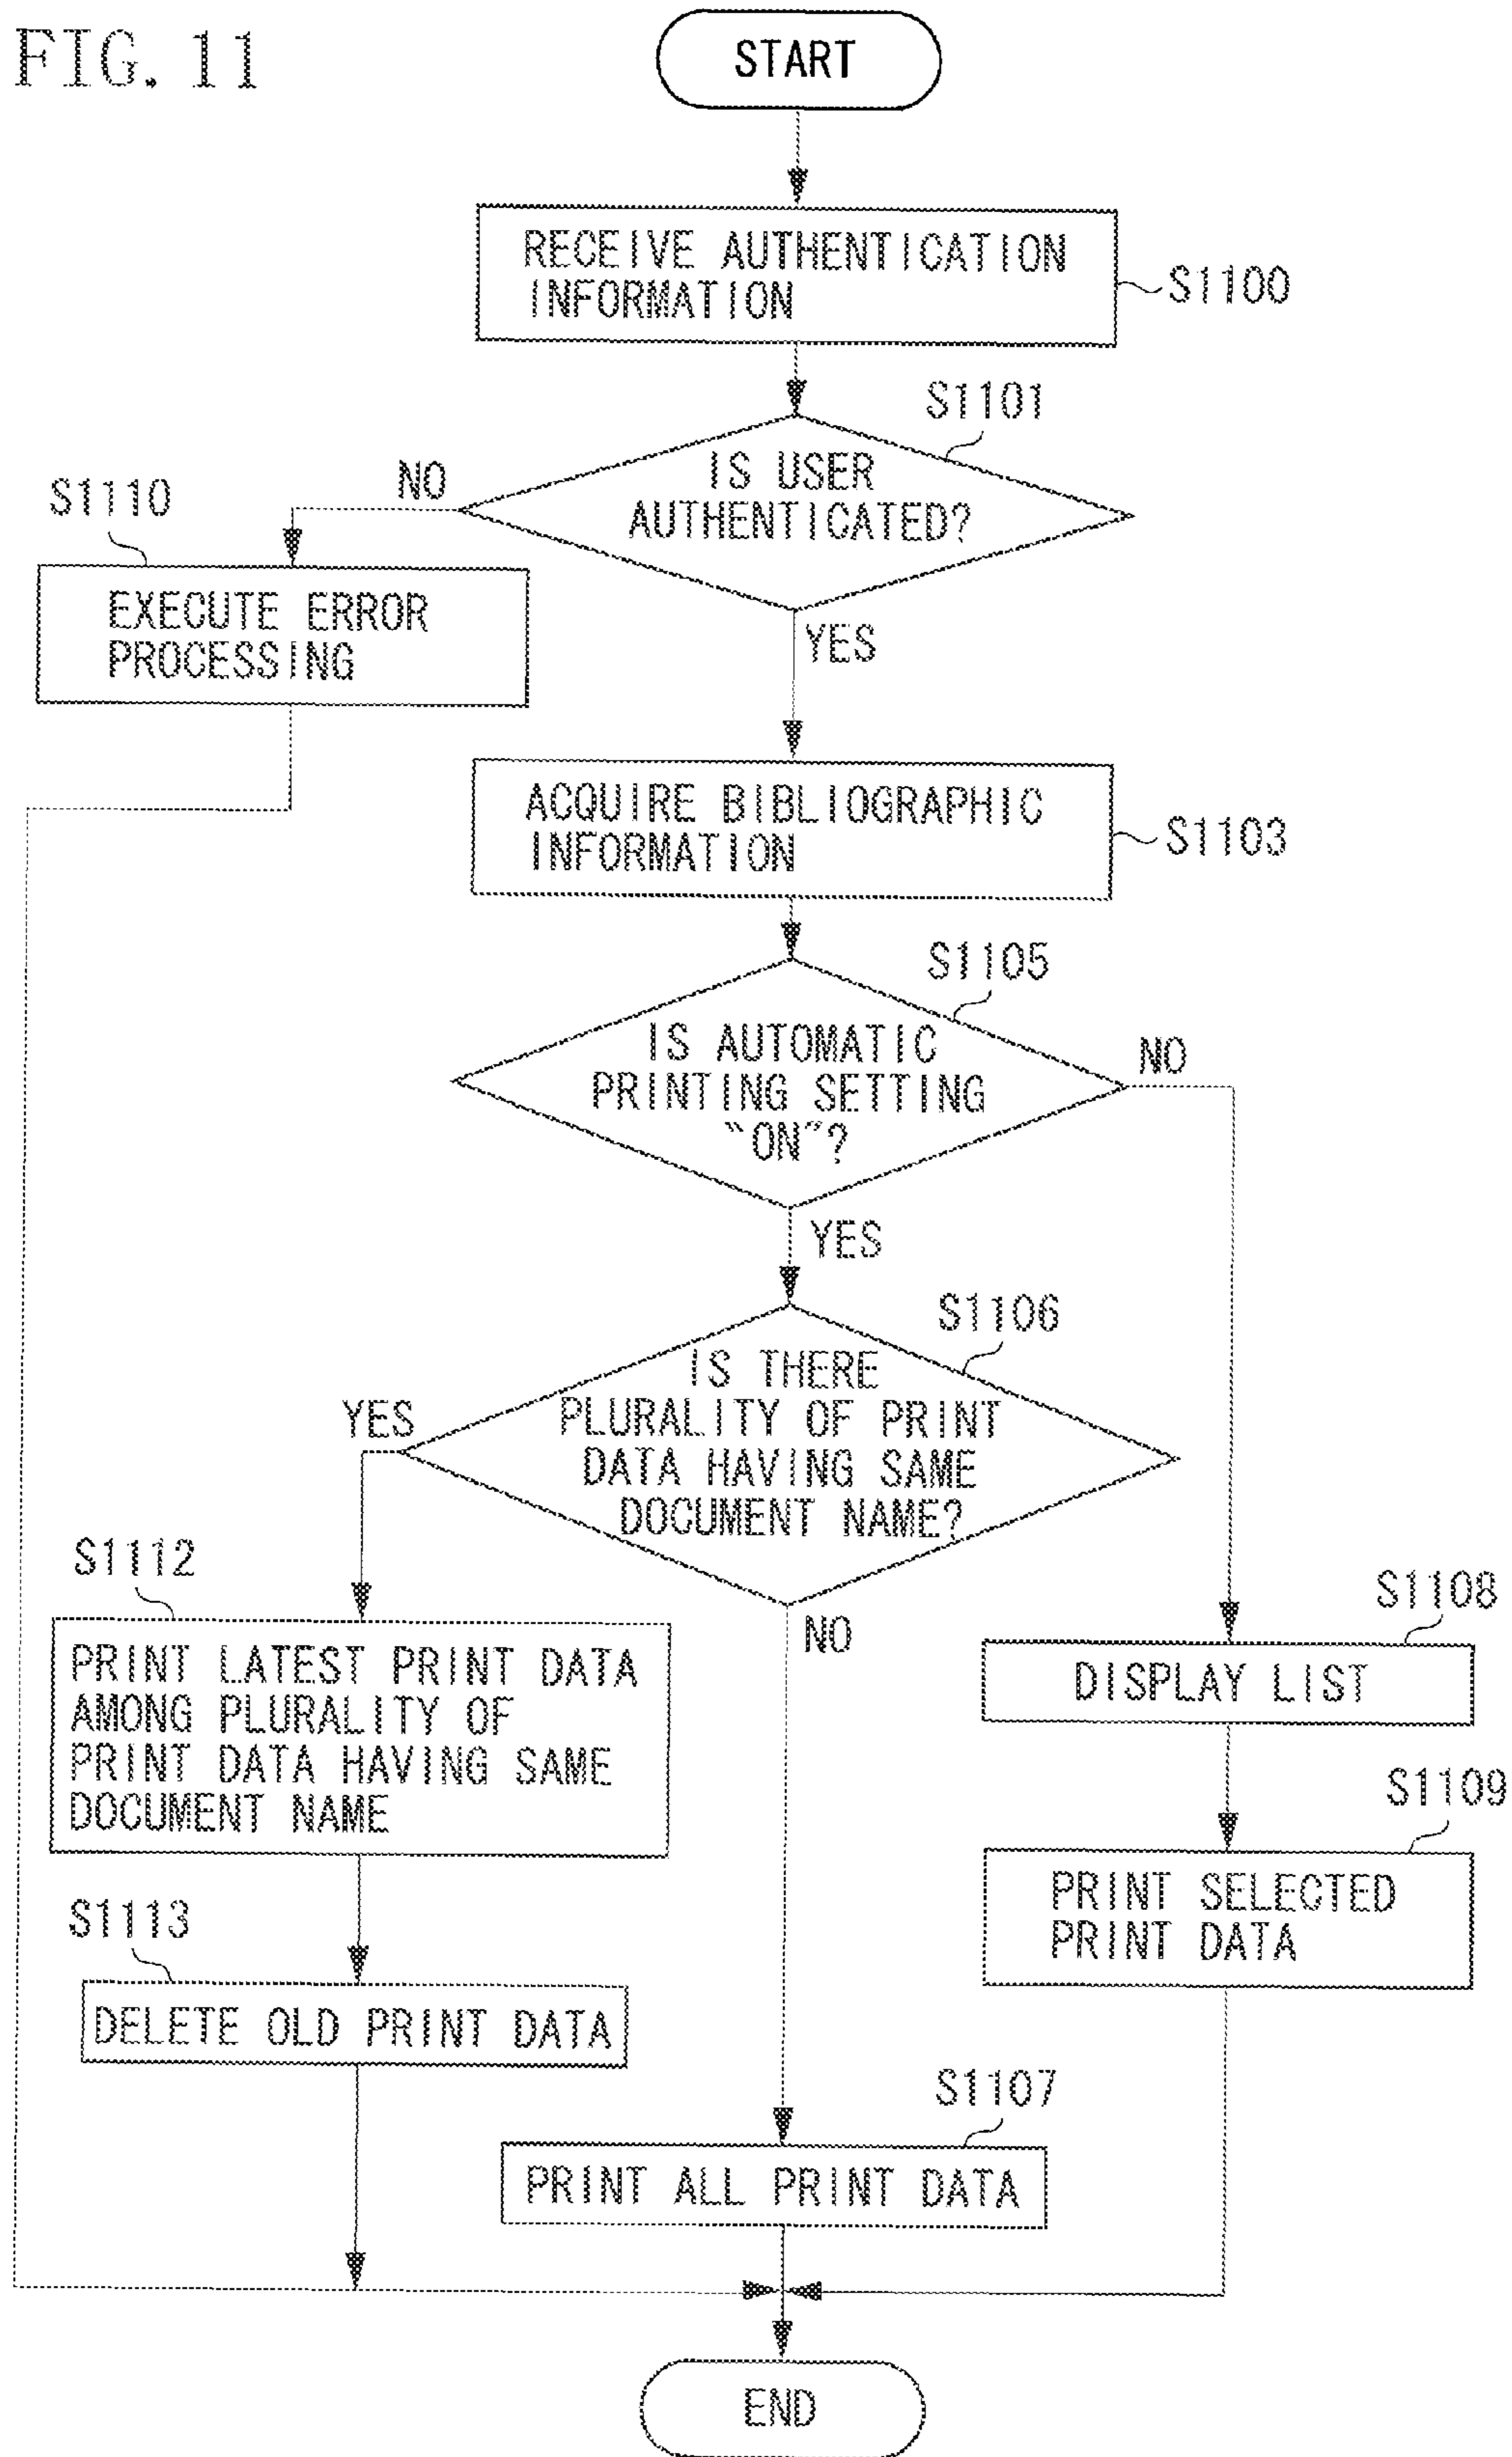 FIG. 11
START
RECEIVE AUTHENTICATION
INFORMATION
S1100
S1101
IS USER
AUTHENTICATED?
NO
S1110
EXECUTE ERROR
PROCESSING
YES
ACQUIRE BIBLIOGRAPHIC
INFORMATION
S1103
S1105
IS AUTOMATIC
PRINTING SETTING
“ON”?
NO
YES
S1106
IS THERE
PLURALITY OF PRINT
DATA HAVING SAME
DOCUMENT NAME?
YES
NO
S1112
PRINT LATEST PRINT DATA
AMONG PLURALITY OF
PRINT DATA HAVING SAME
DOCUMENT NAME
S1108
DISPLAY LIST
S1109
PRINT SELECTED
PRINT DATA
S1113
DELETE OLD PRINT DATA
S1107
PRINT ALL PRINT DATA
END